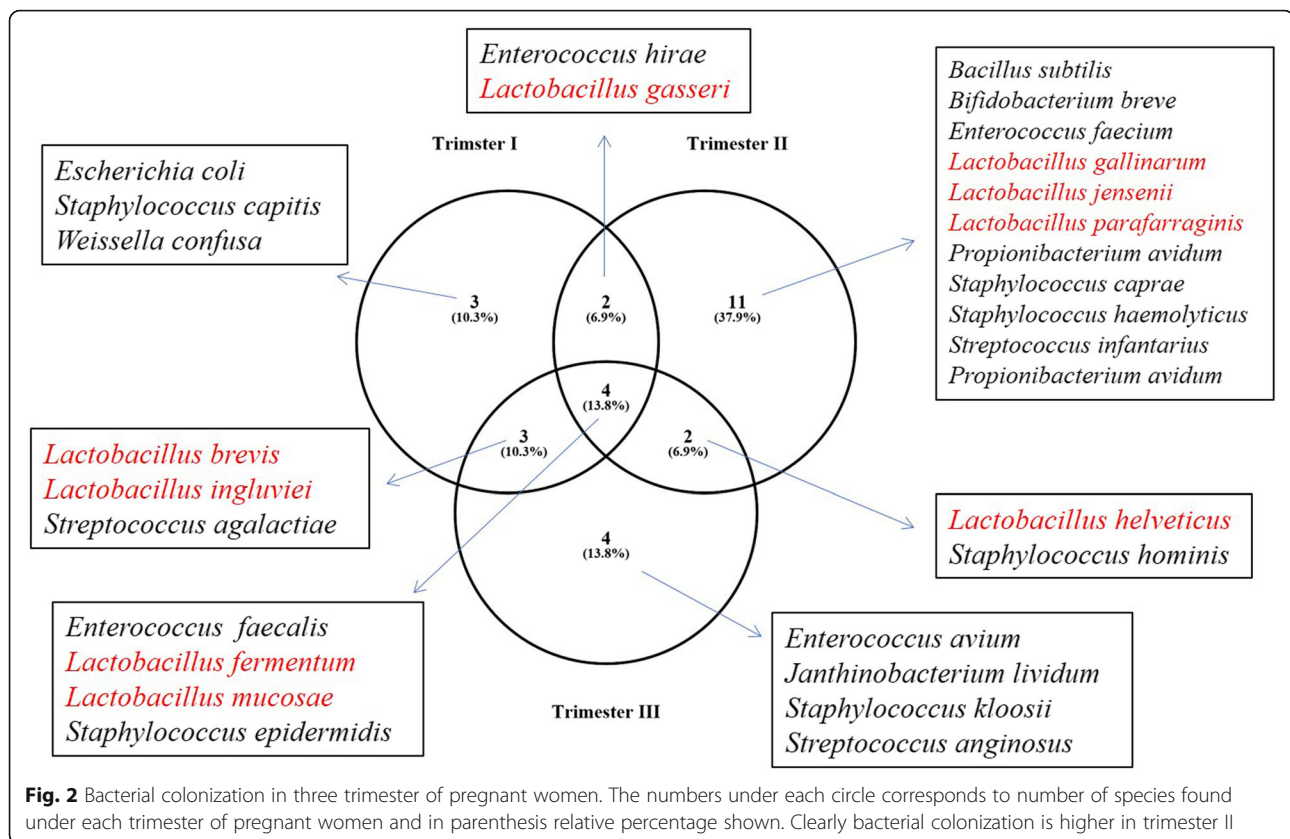 Enterococcus hirae
Lactobacillus gasseri
Bacillus subtilis
Bifidobacterium breve
Enterococcus faecium
Lactobacillus gallinarum
Lactobacillus jensenii
Lactobacillus parafarraginis
Propionibacterium avidum
Staphylococcus caprae
Staphylococcus haemolyticus
Streptococcus infantarius
Propionibacterium avidum
Trimster I
Trimester II
Escherichia coli
Staphylococcus capitis
Weissella confusa
3
(10.3%)
2
(6.9%)
11
(37.9%)
4
(13.8%)
3
(10.3%)
2
(6.9%)
Lactobacillus brevis
Lactobacillus ingluviei
Streptococcus agalactiae
Lactobacillus helveticus
Staphylococcus hominis
4
(13.8%)
Enterococcus faecalis
Lactobacillus fermentum
Lactobacillus mucosae
Staphylococcus epidermidis
Trimester III
Enterococcus avium
Janthinobacterium lividum
Staphylococcus kloosii
Streptococcus anginosus
Fig. 2 Bacterial colonization in three trimester of pregnant women. The numbers under each circle corresponds to number of species found
under each trimester of pregnant women and in parenthesis relative percentage shown. Clearly bacterial colonization is higher in trimester II